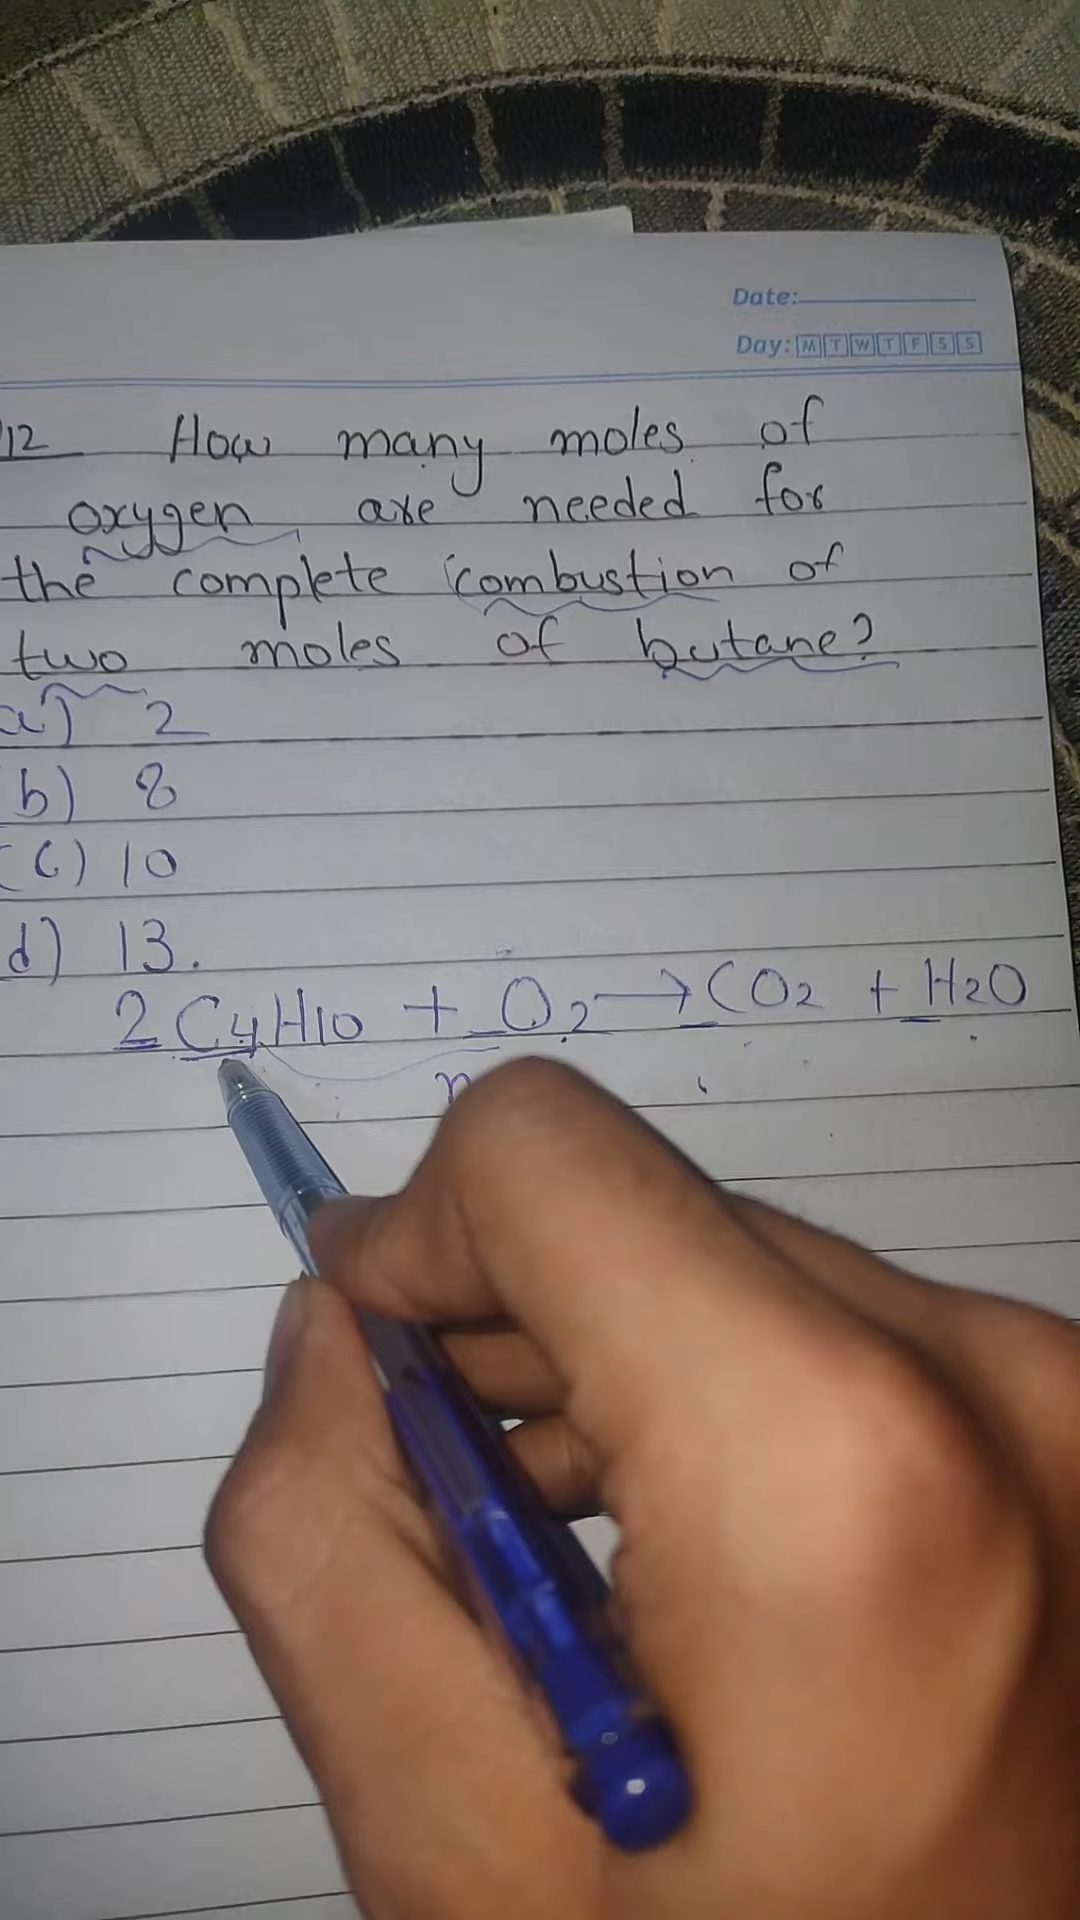 Date:
Day: M T W T F S S
12 How many moles of
oxygen are needed for
the complete combustion of
two moles of butane?
a) 2
b) 8
(c) 10
d) 13.
2 C4H10 + _O2 → CO2 + H2O
n